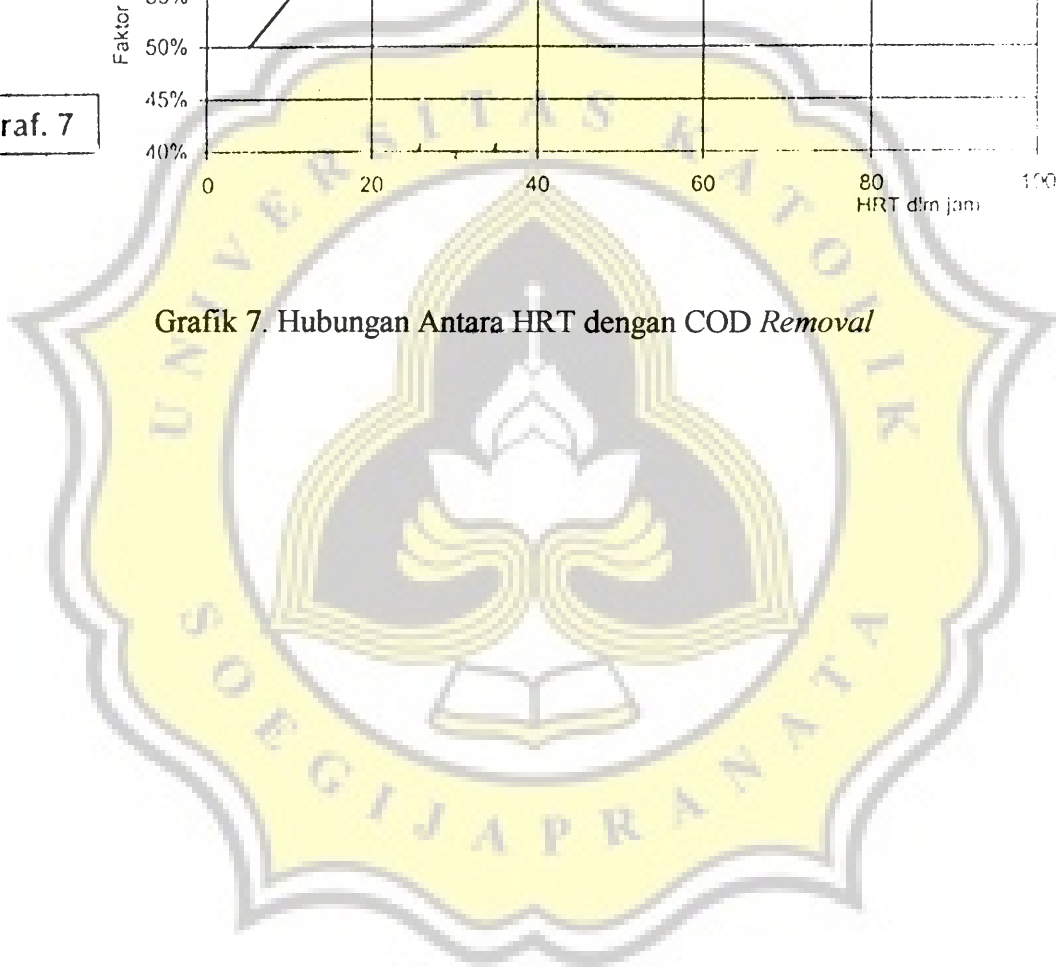 Faktor
50%
45%
raf. 7
40%
0 20 40 60 80
HRT dlm jam
Grafik 7. Hubungan Antara HRT dengan COD Removal
UNIVERSITAS KATOLIK
SOEGIJAPRANATA